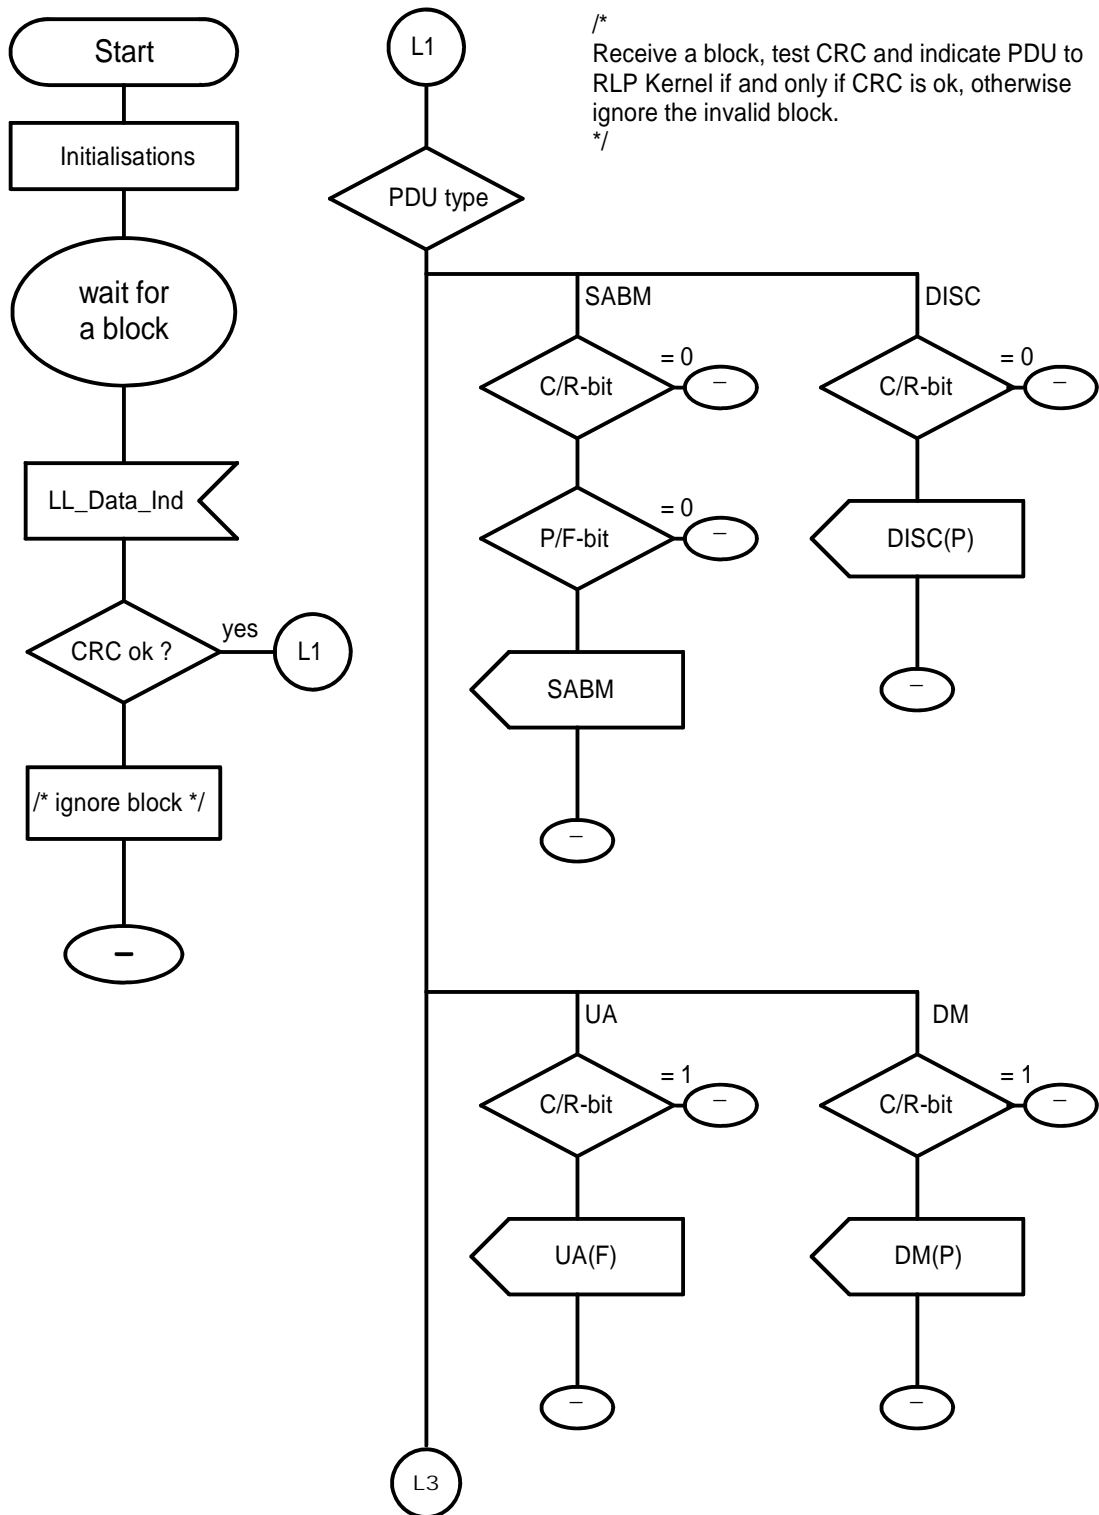 Start
Initialisations
wait for
a block
LL_Data_Ind
CRC ok ?
yes
L1
/* ignore block */
–
L1
/*
Receive a block, test CRC and indicate PDU to
RLP Kernel if and only if CRC is ok, otherwise
ignore the invalid block.
*/
PDU type
SABM
C/R-bit
= 0
–
P/F-bit
= 0
–
SABM
–
DISC
C/R-bit
= 0
–
DISC(P)
–
UA
C/R-bit
= 1
–
UA(F)
–
DM
C/R-bit
= 1
–
DM(P)
–
L3